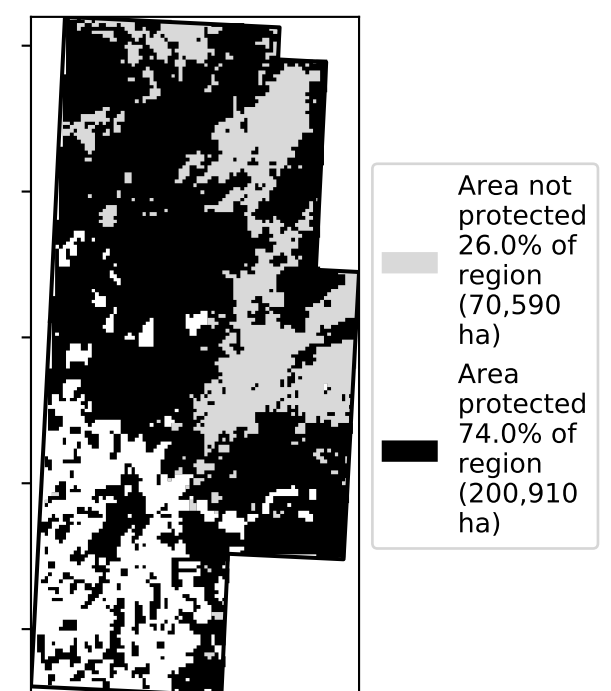 Area not
protected
26.0% of
region
(70,590
ha)
Area
protected
74.0% of
region
(200,910
ha)